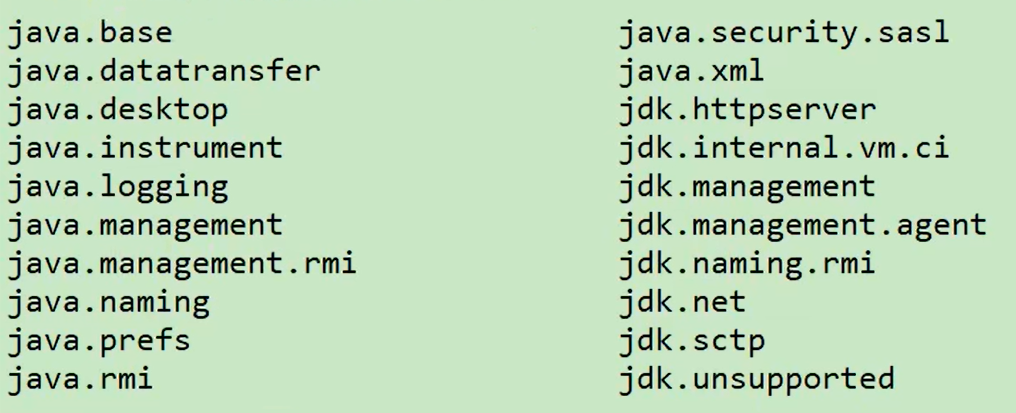 java.base
java.datatransfer
java.desktop
java.instrument
java.logging
java.management
java.management.rmi
java.naming
java.prefs
java.rmi
java.security.sasl
java.xml
jdk.httpserver
jdk.internal.vm.ci
jdk.management
jdk.management.agent
jdk.naming.rmi
jdk.net
jdk.sctp
jdk.unsupported